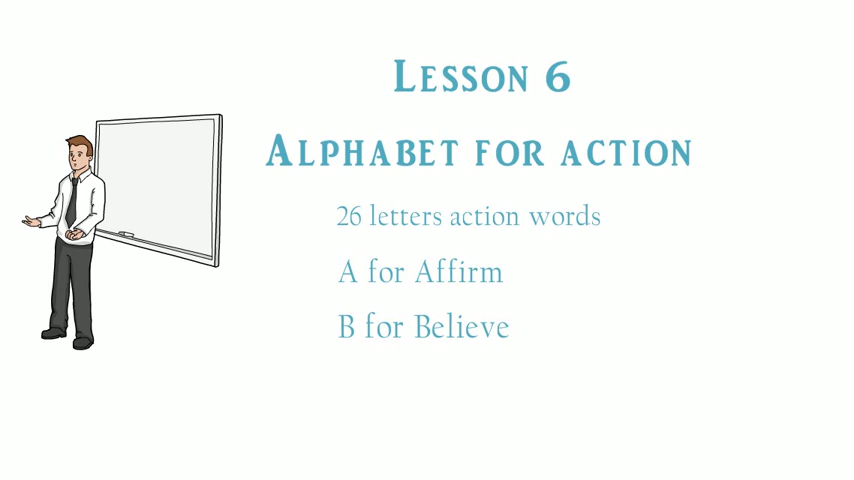 Lesson 6
Alphabet for action
26 letters action words
A for Affirm
B for Believe